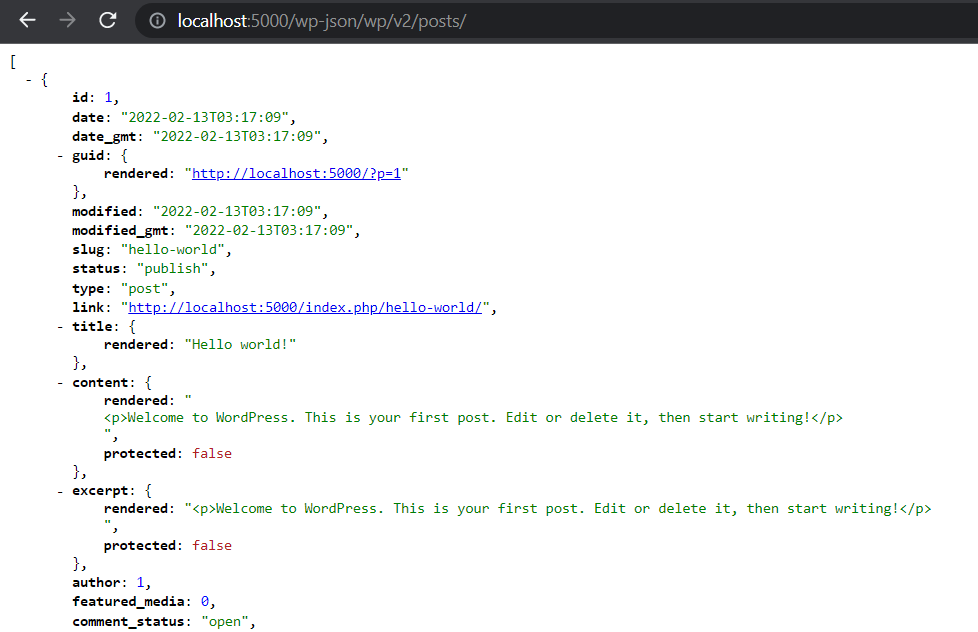 localhost:5000/wp-json/wp/v2/posts/
[
- {
id: 1,
date: "2022-02-13T03:17:09",
date_gmt: "2022-02-13T03:17:09",
- guid: {
rendered: "http://localhost:5000/?p=1"
},
modified: "2022-02-13T03:17:09",
modified_gmt: "2022-02-13T03:17:09",
slug: "hello-world",
status: "publish",
type: "post",
link: "http://localhost:5000/index.php/hello-world/",
- title: {
rendered: "Hello world!"
},
- content: {
rendered: "
<p>Welcome to WordPress. This is your first post. Edit or delete it, then start writing!</p>
",
protected: false
},
- excerpt: {
rendered: "<p>Welcome to WordPress. This is your first post. Edit or delete it, then start writing!</p>
",
protected: false
},
author: 1,
featured_media: 0,
comment_status: "open",